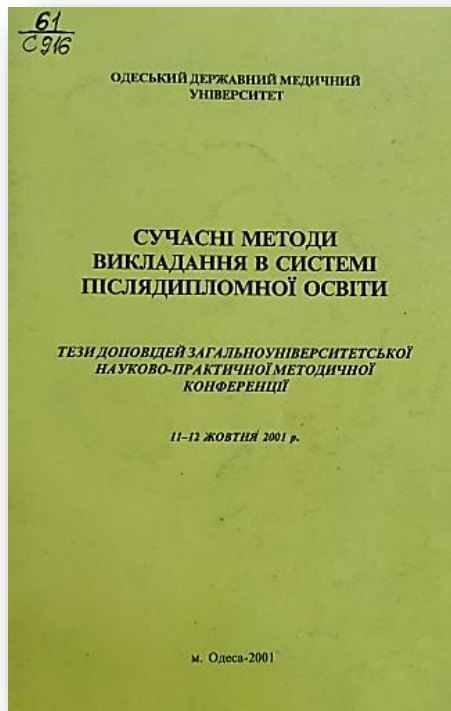 61
С916
ОДЕСЬКИЙ ДЕРЖАВНИЙ МЕДИЧНИЙ
УНІВЕРСИТЕТ
СУЧАСНІ МЕТОДИ
ВИКЛАДАННЯ В СИСТЕМІ
ПІСЛЯДИПЛОМНОЇ ОСВІТИ
ТЕЗИ ДОПОВІДЕЙ ЗАГАЛЬНОУНІВЕРСИТЕТСЬКОЇ
НАУКОВО-ПРАКТИЧНОЇ МЕТОДИЧНОЇ
КОНФЕРЕНЦІЇ
11–12 ЖОВТНЯ 2001 р.
м. Одеса-2001